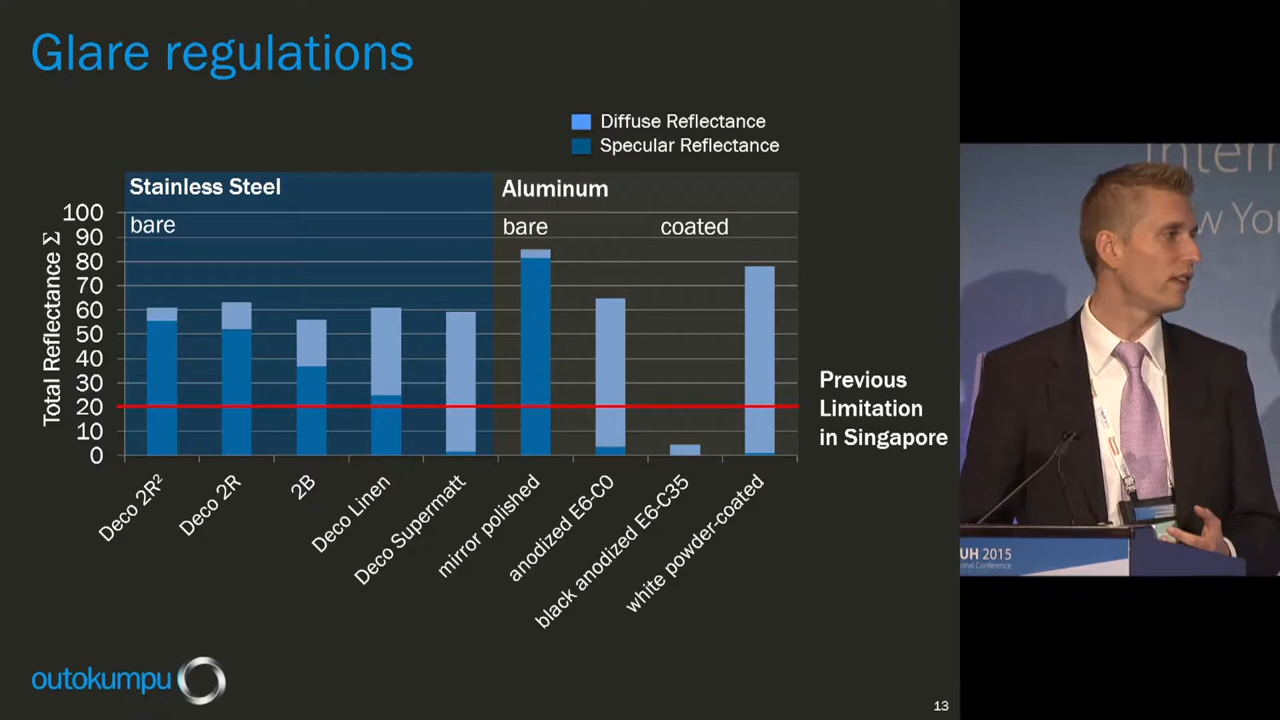 Glare regulations
Diffuse Reflectance
Specular Reflectance
Stainless Steel
Aluminum
bare
bare
coated
Total Reflectance Σ
100
90
80
70
60
50
40
30
20
10
0
Previous
Limitation
in Singapore
Deco 2R²
Deco 2R
2B
Deco Linen
Deco Supermatt
mirror polished
anodized E6-C0
black anodized E6-C35
white powder-coated
outokumpu
13
UH 2015
onal Conference